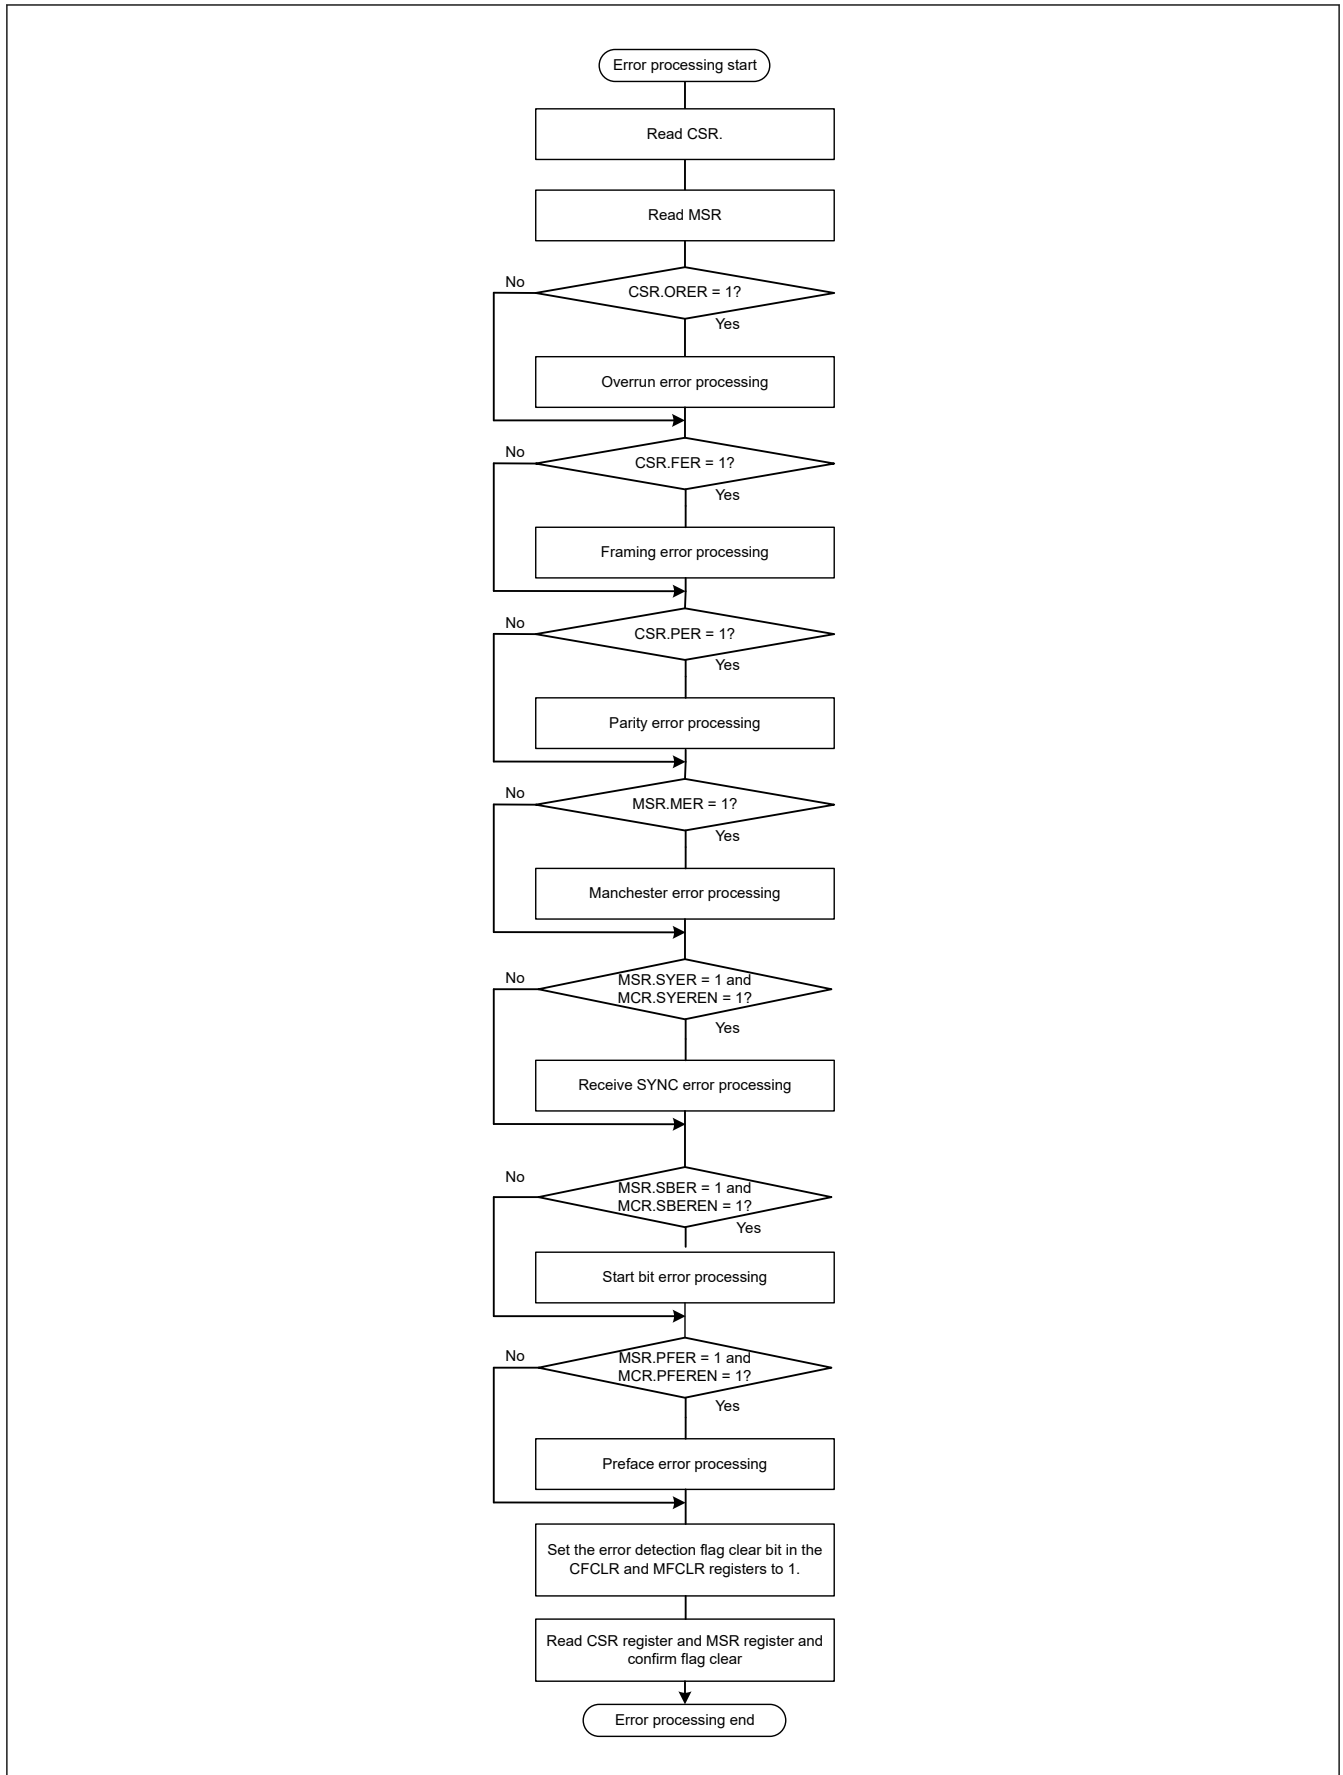 Error processing start
Read CSR.
Read MSR
No
CSR.ORER = 1?
Yes
Overrun error processing
No
CSR.FER = 1?
Yes
Framing error processing
No
CSR.PER = 1?
Yes
Parity error processing
No
MSR.MER = 1?
Yes
Manchester error processing
No
MSR.SYER = 1 and
MCR.SYEREN = 1?
Yes
Receive SYNC error processing
No
MSR.SBER = 1 and
MCR.SBEREN = 1?
Yes
Start bit error processing
No
MSR.PFER = 1 and
MCR.PFEREN = 1?
Yes
Preface error processing
Set the error detection flag clear bit in the
CFCLR and MFCLR registers to 1.
Read CSR register and MSR register and
confirm flag clear
Error processing end